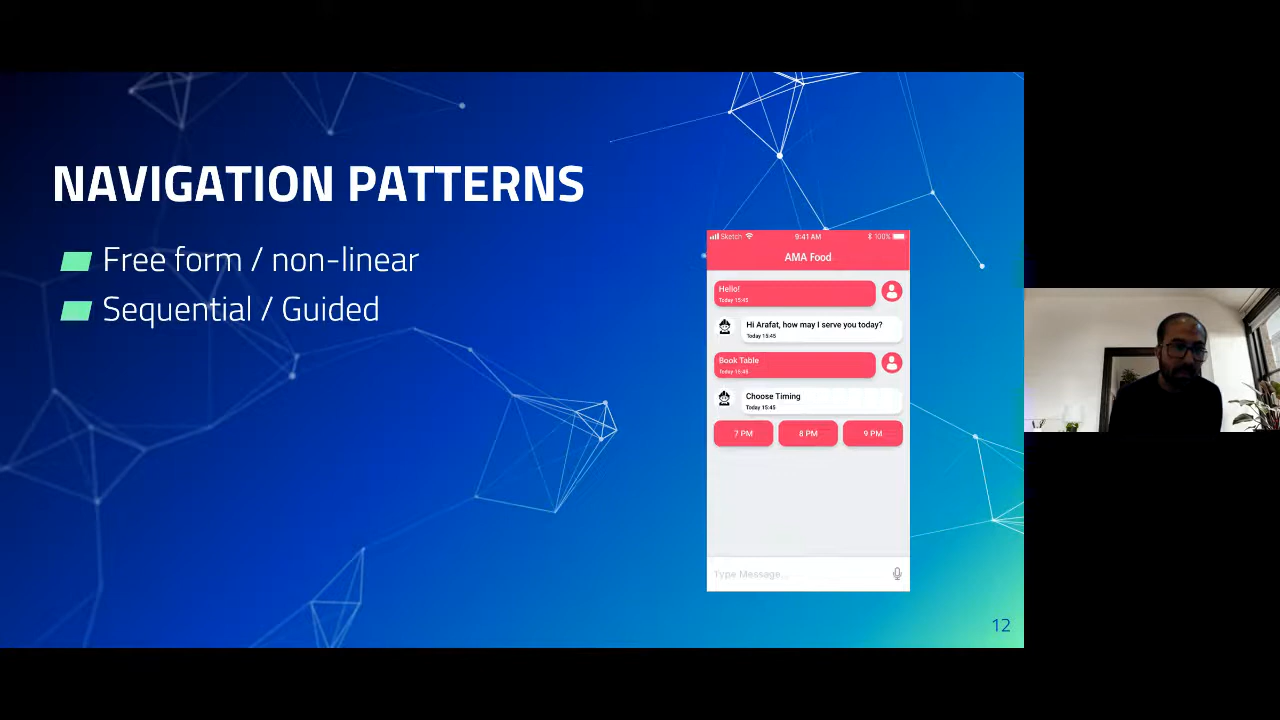 NAVIGATION PATTERNS
Free form / non-linear
Sequential / Guided
Sketch 9:41 AM 100%
AMA Food
Hello!
Today 15:45
Hi Arafat, how may I serve you today?
Today 15:45
Book Table
Today 15:45
Choose Timing
Today 15:45
7 PM 8 PM 9 PM
Type Message...
12